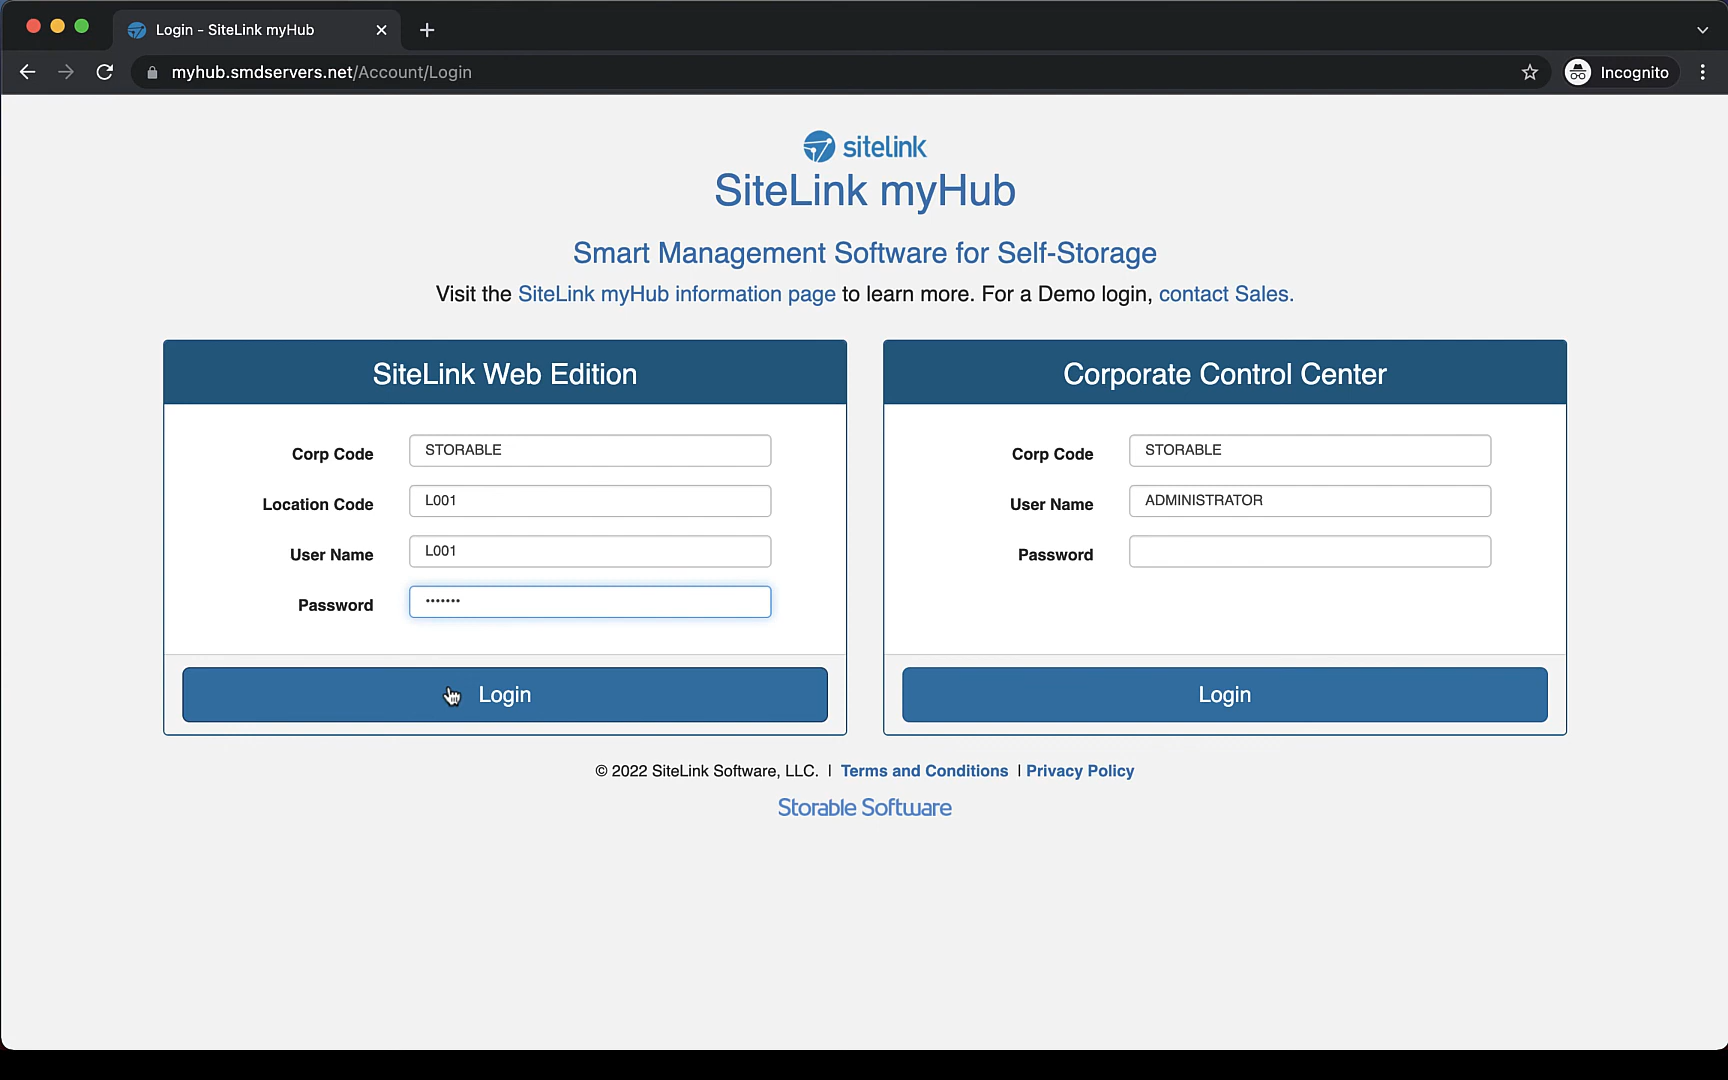 Login - SiteLink myHub
myhub.smdservers.net/Account/Login
Incognito
sitelink
SiteLink myHub
Smart Management Software for Self-Storage
Visit the SiteLink myHub information page to learn more. For a Demo login, contact Sales.
SiteLink Web Edition
Corp Code STORABLE
Location Code L001
User Name L001
Password •••••••
Login
Corporate Control Center
Corp Code STORABLE
User Name ADMINISTRATOR
Password
Login
© 2022 SiteLink Software, LLC. | Terms and Conditions | Privacy Policy
Storable Software